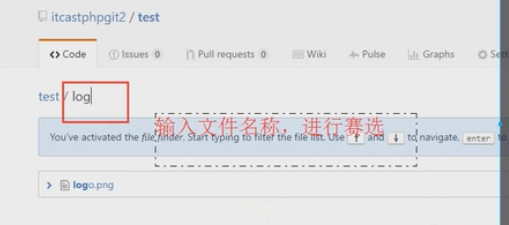 itcastphpgit2 / test
Code Issues 0 Pull requests 0 Wiki Pulse Graphs
test / log
输入文件名称，进行赛选
You've activated the file finder. Start typing to filter the file list. Use ↑ and ↓ to navigate, enter to
logo.png